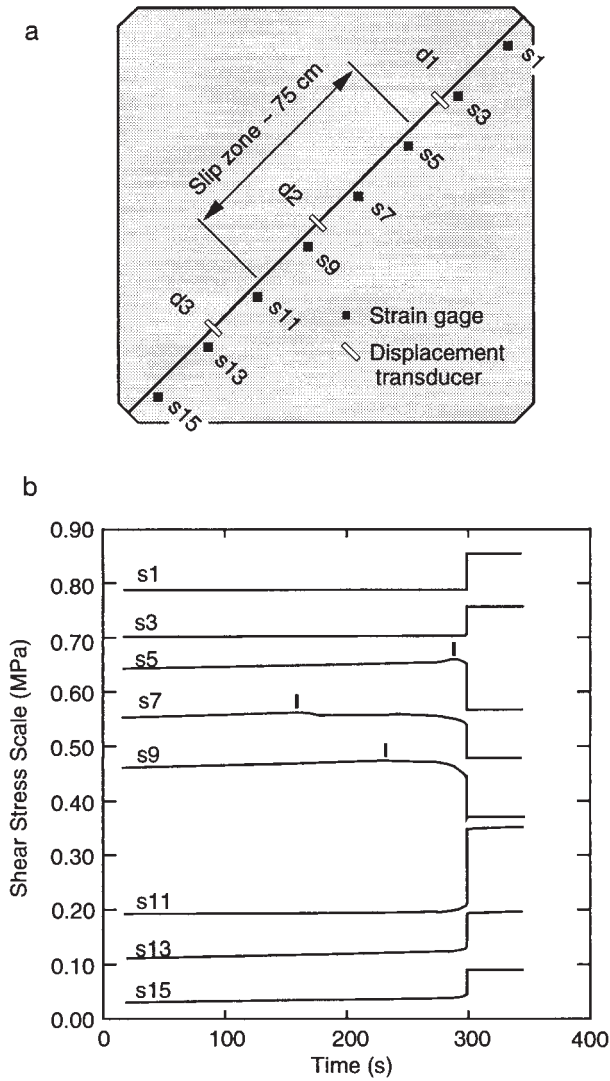 a
d1
s1
s3
Slip zone ~ 75 cm
s5
d2
s7
s9
d3
s11
Strain gage
s13
Displacement
transducer
s15
b
0.90
0.80
0.70
0.60
0.50
0.40
0.30
0.20
0.10
0.00
Shear Stress Scale (MPa)
s1
s3
s5
s7
s9
s11
s13
s15
0
100
200
300
400
Time (s)